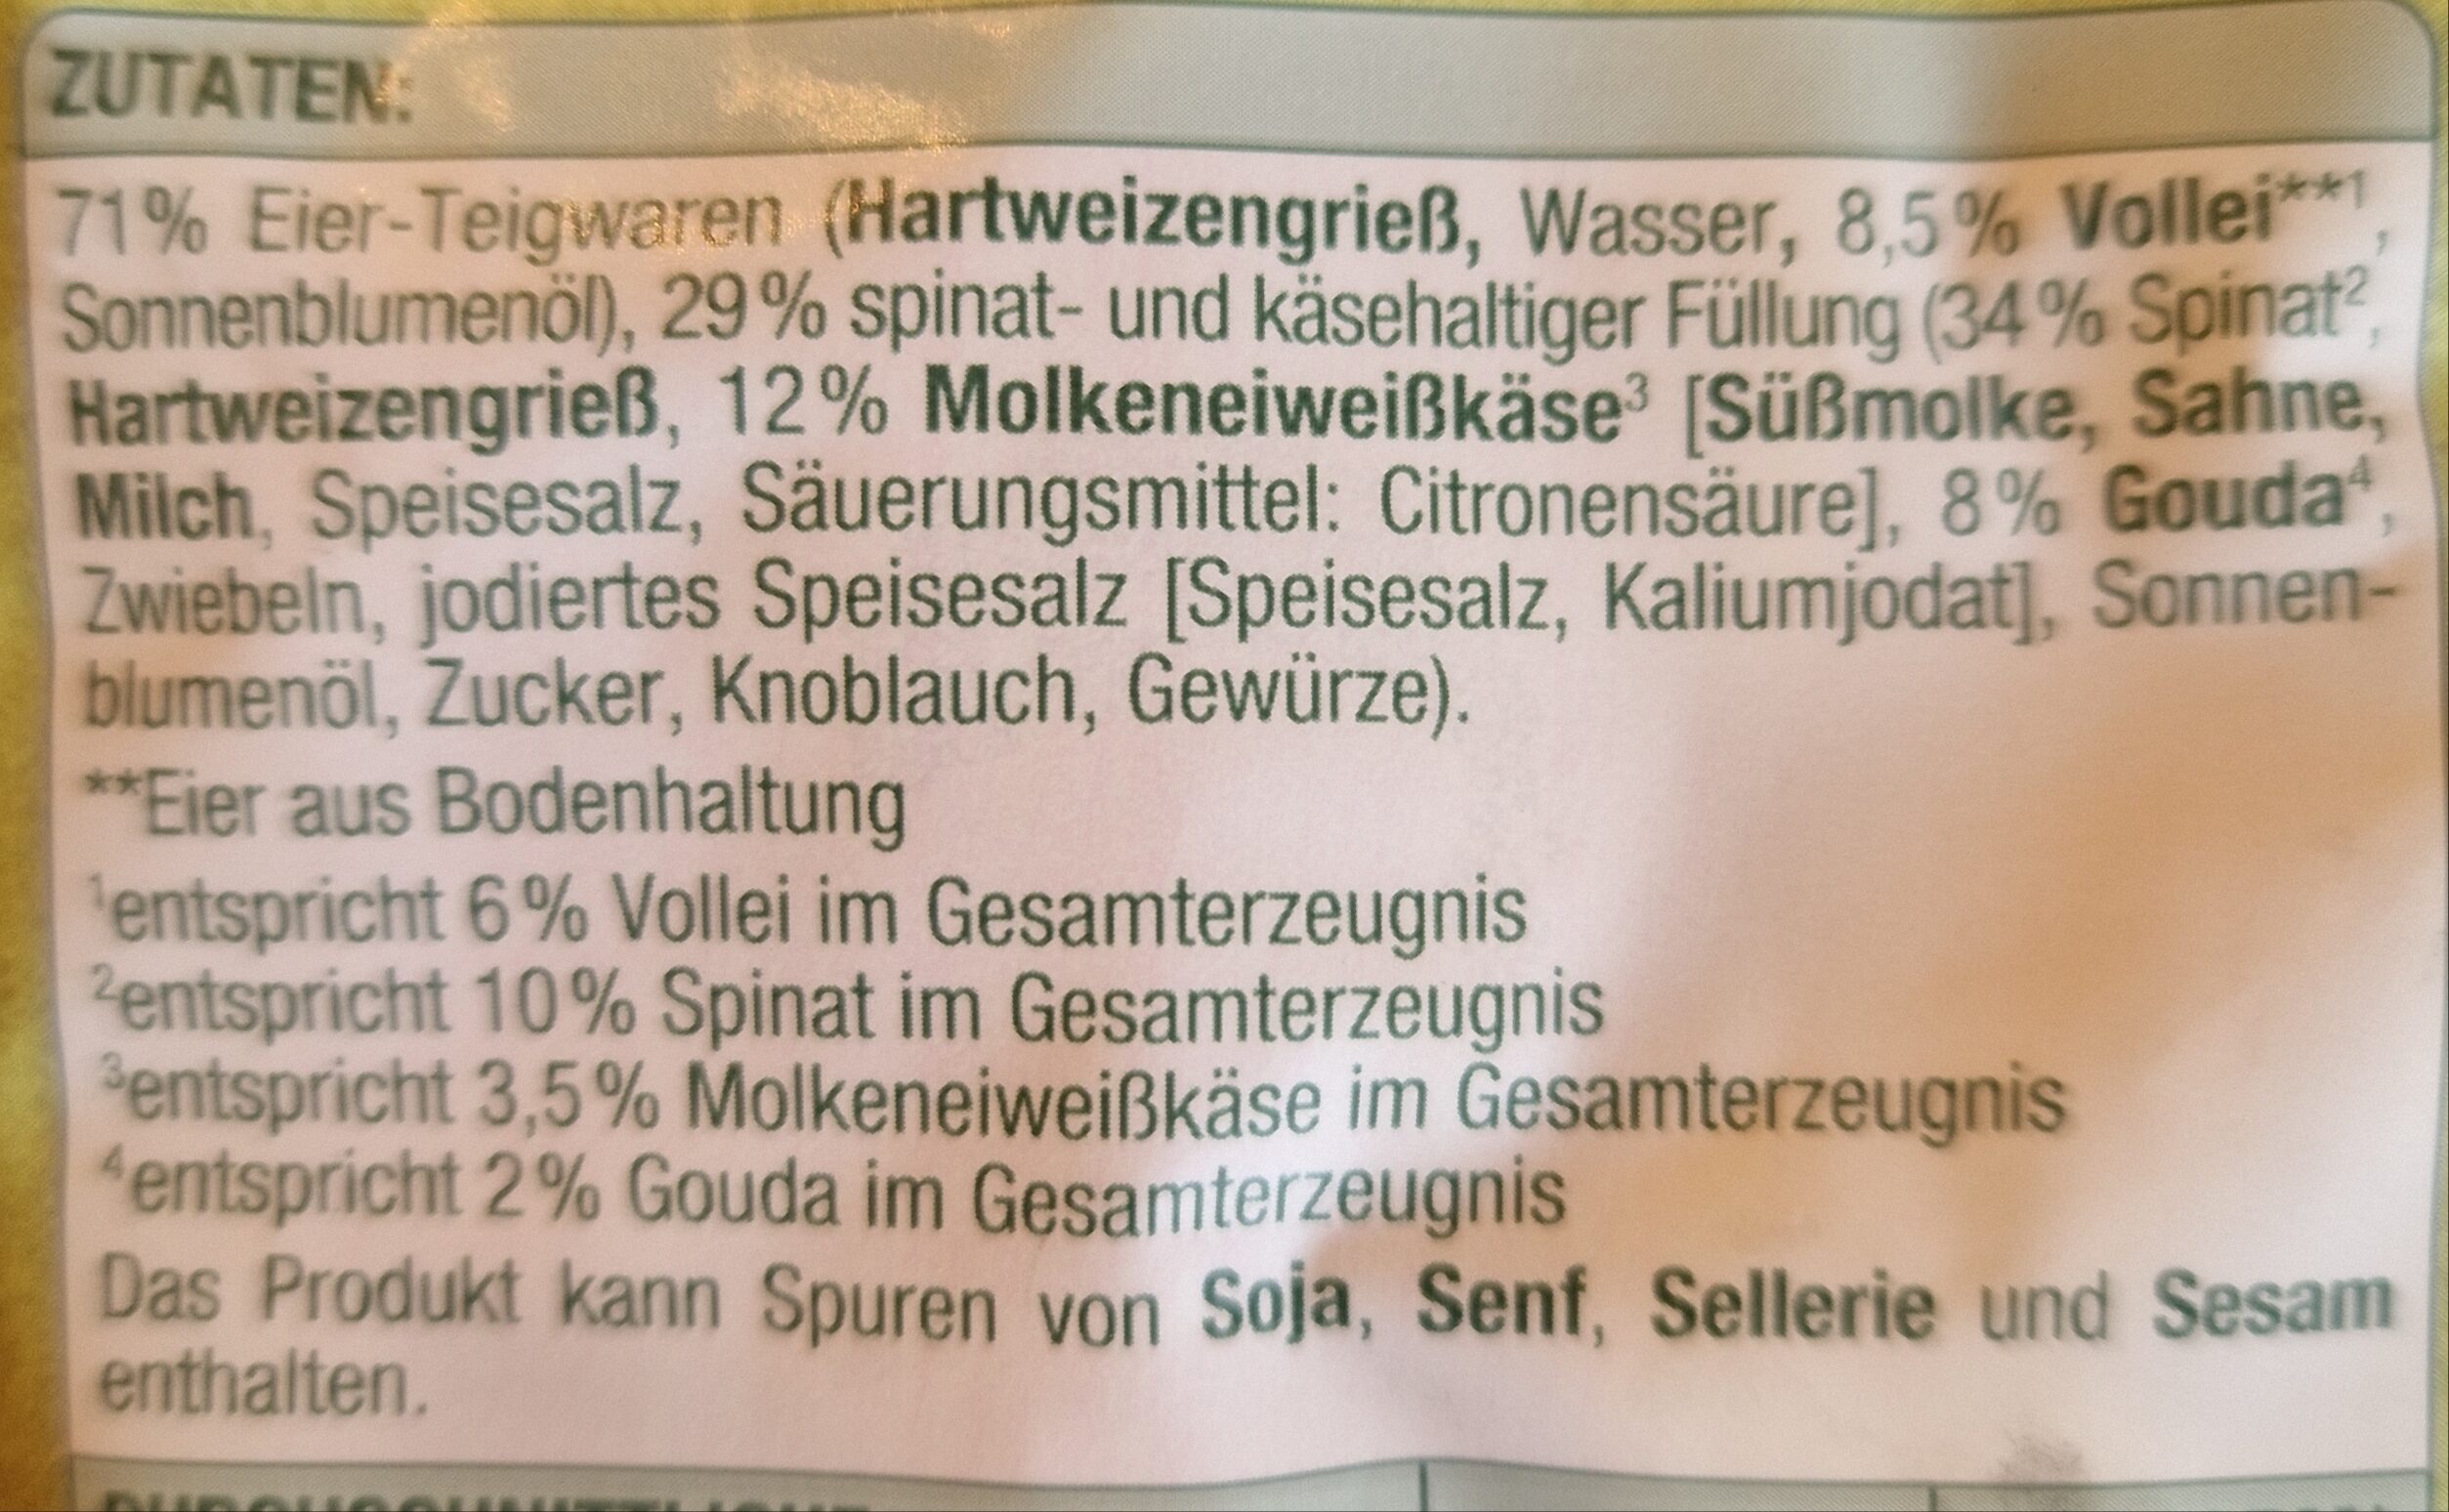 ZUTATEN:
71% Eier-Teigwaren (Hartweizengrieß, Wasser, 8,5% Vollei**¹,
Sonnenblumenöl), 29% spinat- und käsehaltiger Füllung (34% Spinat²,
Hartweizengrieß, 12% Molkeneiweißkäse³ [Süßmolke, Sahne,
Milch, Speisesalz, Säuerungsmittel: Citronensäure], 8% Gouda⁴,
Zwiebeln, jodiertes Speisesalz [Speisesalz, Kaliumjodat], Sonnen-
blumenöl, Zucker, Knoblauch, Gewürze).
**Eier aus Bodenhaltung
¹entspricht 6% Vollei im Gesamterzeugnis
²entspricht 10% Spinat im Gesamterzeugnis
³entspricht 3,5% Molkeneiweißkäse im Gesamterzeugnis
⁴entspricht 2% Gouda im Gesamterzeugnis
Das Produkt kann Spuren von Soja, Senf, Sellerie und Sesam
enthalten.